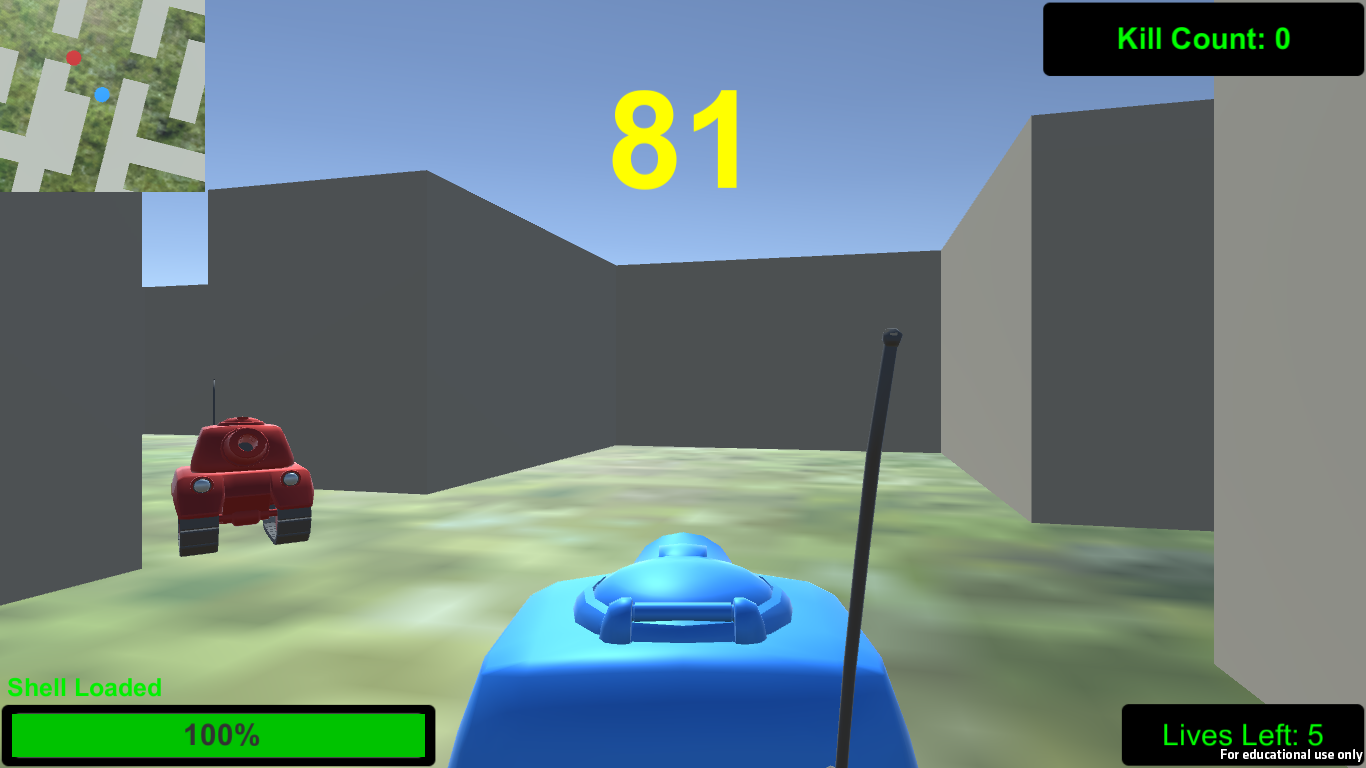 Kill Count: 0
81
Shell Loaded
100%
Lives Left: 5
For educational use only